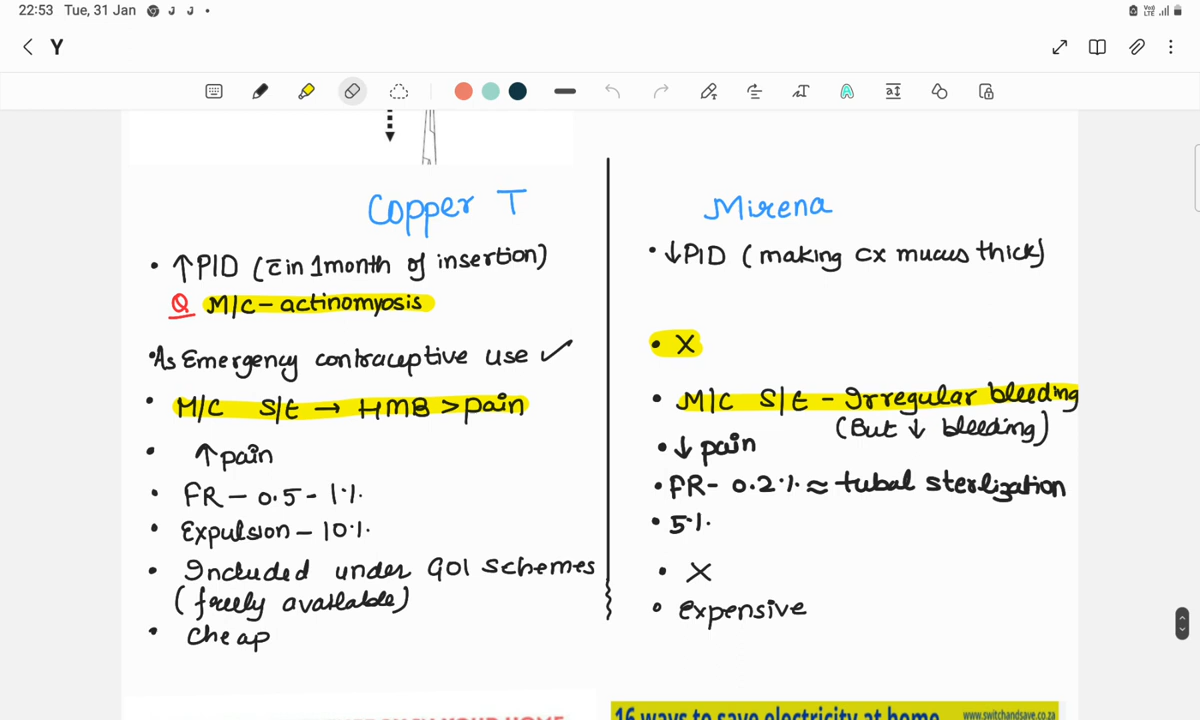 22:53 Tue, 31 Jan
Y
Copper T
• ↑PID (c̄in 1month of insertion)
Q M/C - actinomyosis
• As Emergency contraceptive use ✓
• M/C S/E → HMB > pain
• ↑pain
• FR - 0.5 - 1%.
• Expulsion - 10%.
• Included under GOI schemes
(freely available)
• Cheap
Mirena
• ↓PID (making cx mucus thick)
• X
• M/C S/E - Irregular bleeding
(But ↓ bleeding)
• ↓ pain
• FR - 0.2%. ≈ tubal sterlization
• 5%.
• X
• Expensive
16 ways to save electricity at home
www.switchandsave.co.za